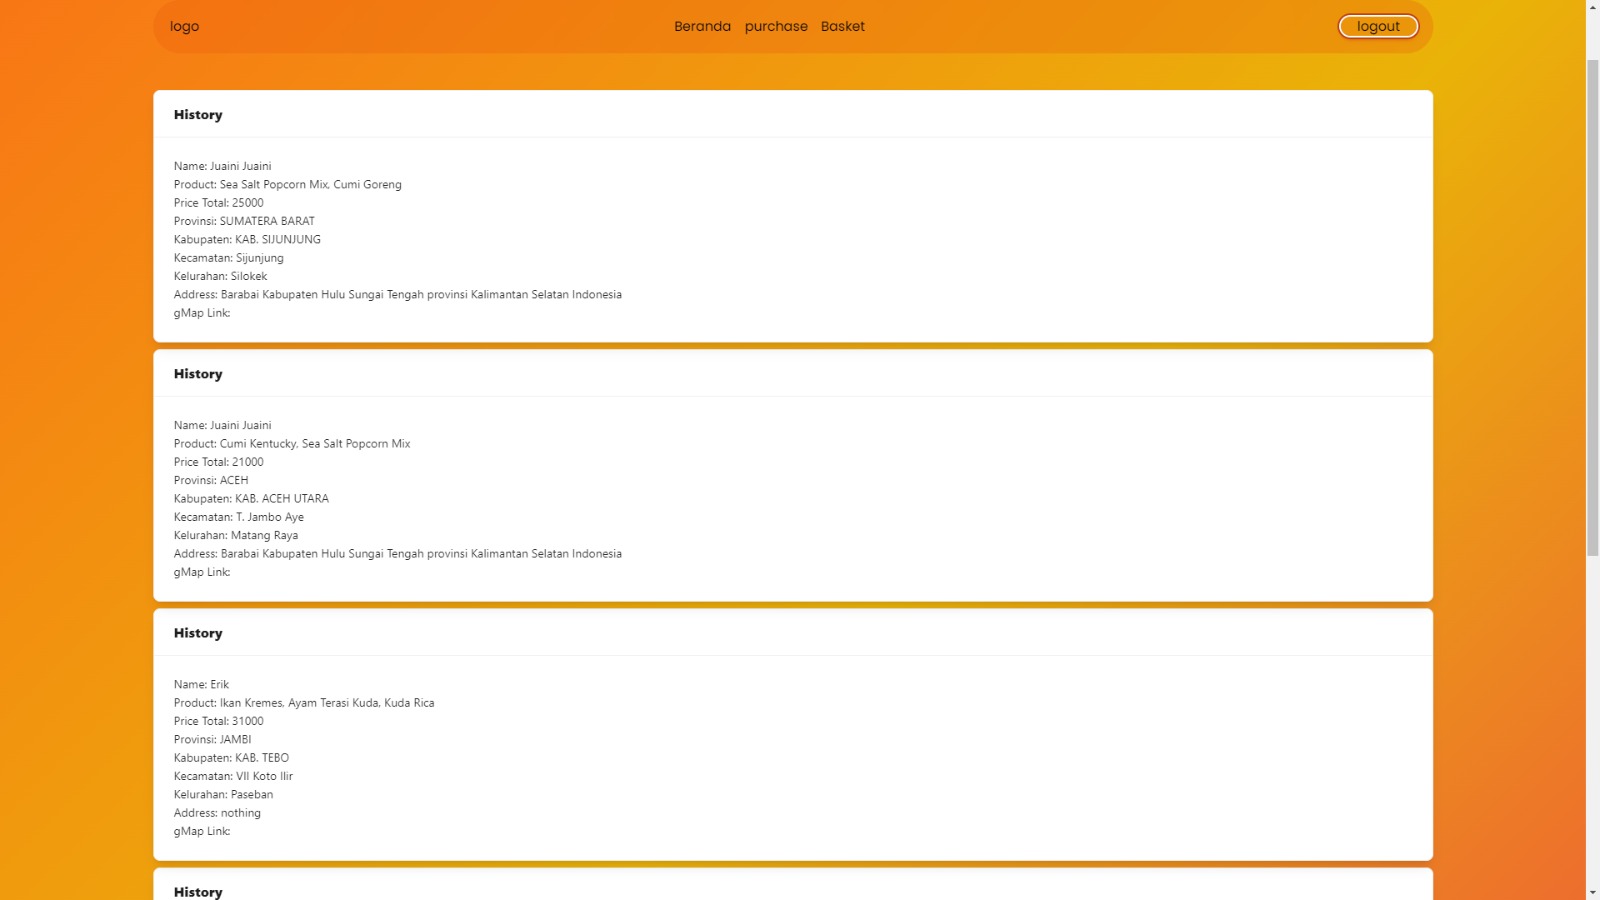 logo
Beranda purchase Basket
logout
History
Name: Juaini Juaini
Product: Sea Salt Popcorn Mix, Cumi Goreng
Price Total: 25000
Provinsi: SUMATERA BARAT
Kabupaten: KAB. SIJUNJUNG
Kecamatan: Sijunjung
Kelurahan: Silokek
Address: Barabai Kabupaten Hulu Sungai Tengah provinsi Kalimantan Selatan Indonesia
gMap Link:
History
Name: Juaini Juaini
Product: Cumi Kentucky, Sea Salt Popcorn Mix
Price Total: 21000
Provinsi: ACEH
Kabupaten: KAB. ACEH UTARA
Kecamatan: T. Jambo Aye
Kelurahan: Matang Raya
Address: Barabai Kabupaten Hulu Sungai Tengah provinsi Kalimantan Selatan Indonesia
gMap Link:
History
Name: Erik
Product: Ikan Kremes, Ayam Terasi Kuda, Kuda Rica
Price Total: 31000
Provinsi: JAMBI
Kabupaten: KAB. TEBO
Kecamatan: VII Koto Ilir
Kelurahan: Paseban
Address: nothing
gMap Link:
History